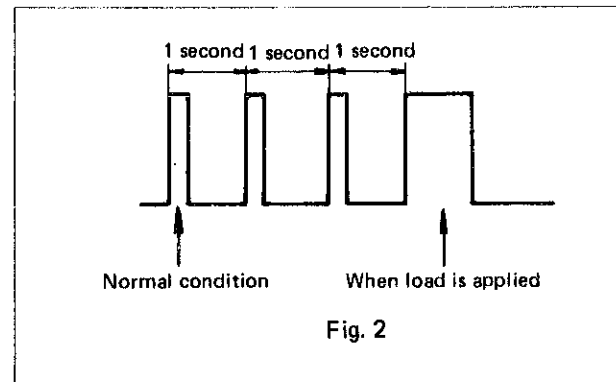 1 second 1 second 1 second
Normal condition When load is applied
Fig. 2